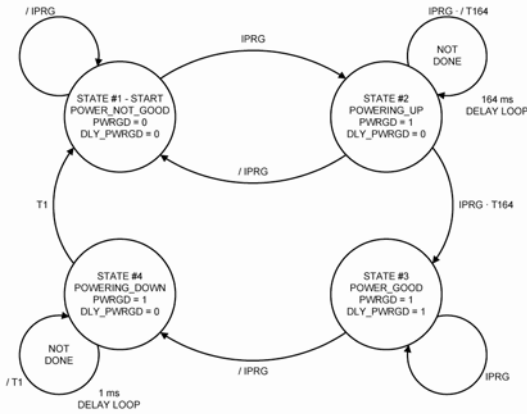 / IPRG
IPRG
IPRG · / T164
NOT
DONE
STATE #1 - START
POWER_NOT_GOOD
PWRGD = 0
DLY_PWRGD = 0
STATE #2
POWERING_UP
PWRGD = 1
DLY_PWRGD = 0
164 ms
DELAY LOOP
/ IPRG
T1
IPRG · T164
STATE #4
POWERING_DOWN
PWRGD = 1
DLY_PWRGD = 0
STATE #3
POWER_GOOD
PWRGD = 1
DLY_PWRGD = 1
NOT
DONE
/ IPRG
/ T1
IPRG
1 ms
DELAY LOOP